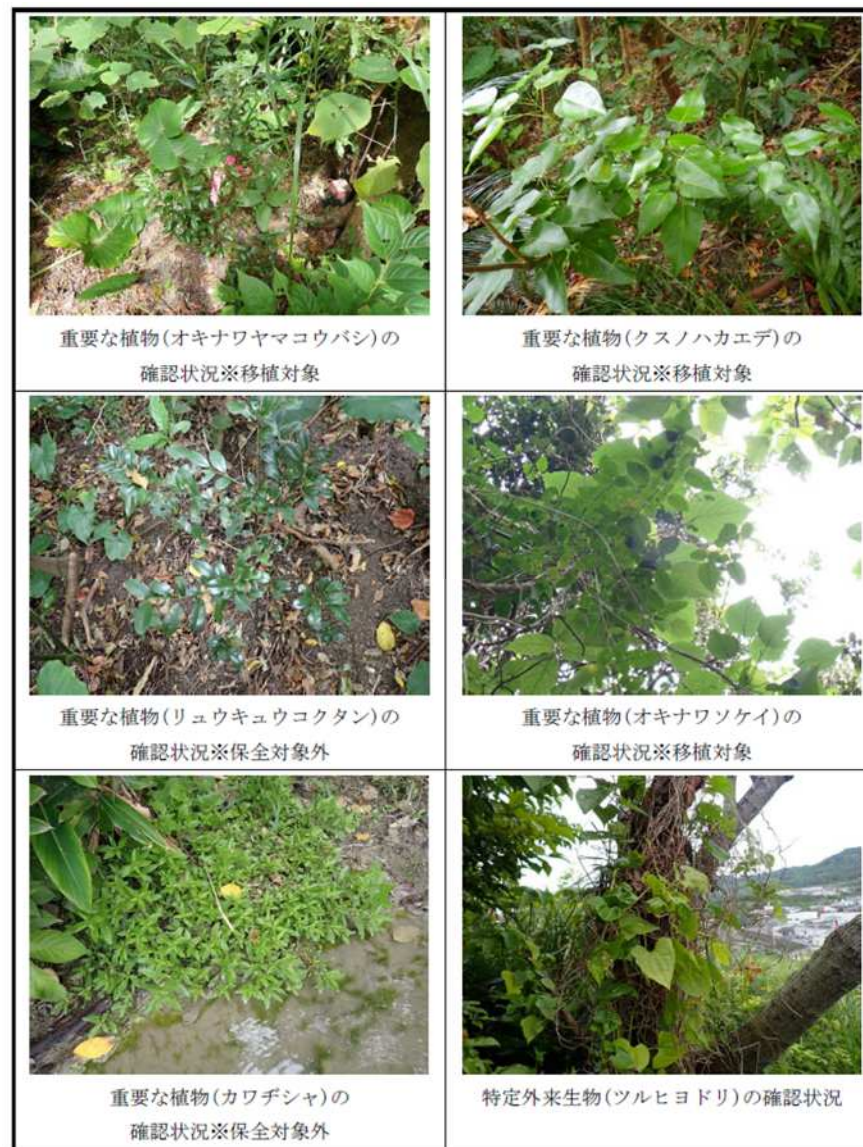 重要な植物(オキナワヤマコウバシ)の
確認状況※移植対象
重要な植物(クスノハカエデ)の
確認状況※移植対象
重要な植物(リュウキュウコクタン)の
確認状況※保全対象外
重要な植物(オキナワソケイ)の
確認状況※移植対象
重要な植物(カワヂシャ)の
確認状況※保全対象外
特定外来生物(ツルヒヨドリ)の確認状況